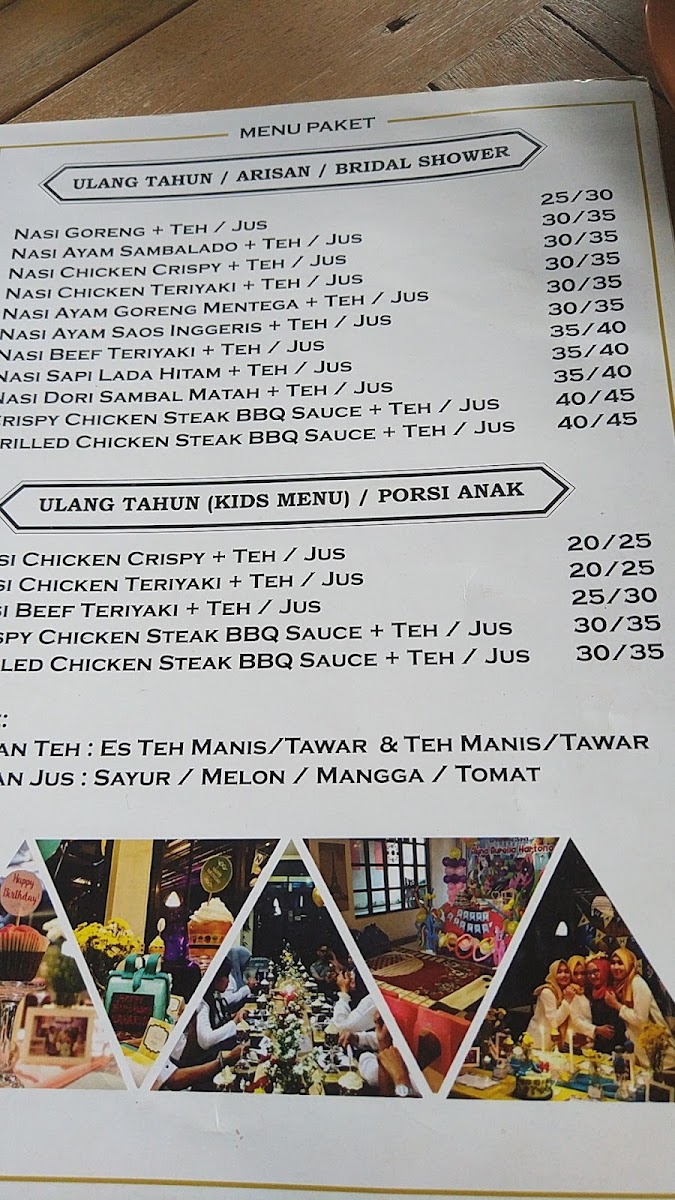 MENU PAKET
ULANG TAHUN / ARISAN / BRIDAL SHOWER
NASI GORENG + TEH / JUS 25/30
NASI AYAM SAMBALADO + TEH / JUS 30/35
NASI CHICKEN CRISPY + TEH / JUS 30/35
NASI CHICKEN TERIYAKI + TEH / JUS 30/35
NASI AYAM GORENG MENTEGA + TEH / JUS 30/35
NASI AYAM SAOS INGGERIS + TEH / JUS 30/35
NASI BEEF TERIYAKI + TEH / JUS 35/40
NASI SAPI LADA HITAM + TEH / JUS 35/40
NASI DORI SAMBAL MATAH + TEH / JUS 35/40
CRISPY CHICKEN STEAK BBQ SAUCE + TEH / JUS 40/45
RILLED CHICKEN STEAK BBQ SAUCE + TEH / JUS 40/45
ULANG TAHUN (KIDS MENU) / PORSI ANAK
SI CHICKEN CRISPY + TEH / JUS 20/25
SI CHICKEN TERIYAKI + TEH / JUS 20/25
SI BEEF TERIYAKI + TEH / JUS 25/30
SPY CHICKEN STEAK BBQ SAUCE + TEH / JUS 30/35
LED CHICKEN STEAK BBQ SAUCE + TEH / JUS 30/35
:
AN TEH : ES TEH MANIS/TAWAR & TEH MANIS/TAWAR
AN JUS : SAYUR / MELON / MANGGA / TOMAT
Happy
Birthday